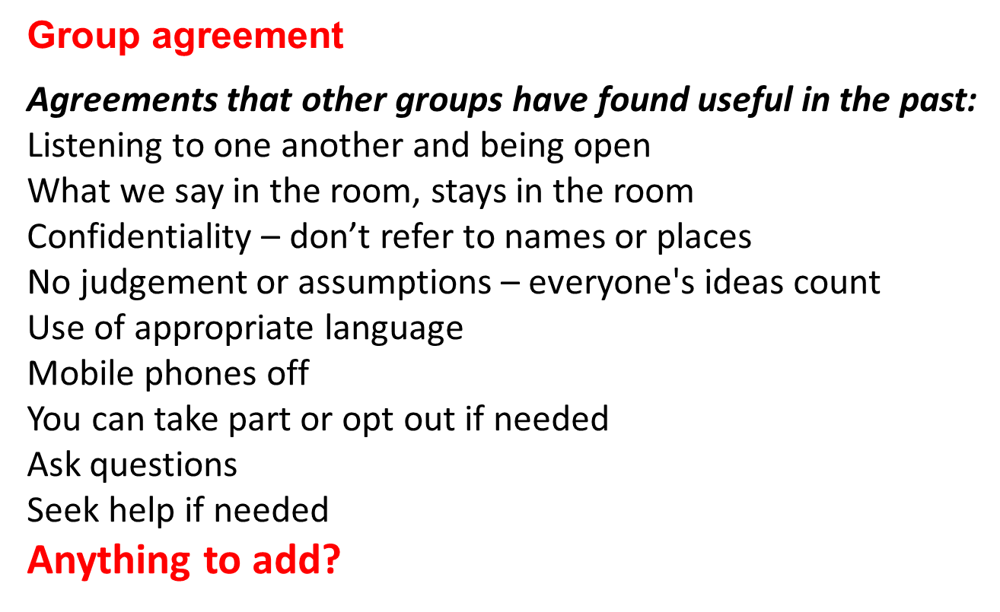 Group agreement
Agreements that other groups have found useful in the past:
Listening to one another and being open
What we say in the room, stays in the room
Confidentiality – don’t refer to names or places
No judgement or assumptions – everyone's ideas count
Use of appropriate language
Mobile phones off
You can take part or opt out if needed
Ask questions
Seek help if needed
Anything to add?